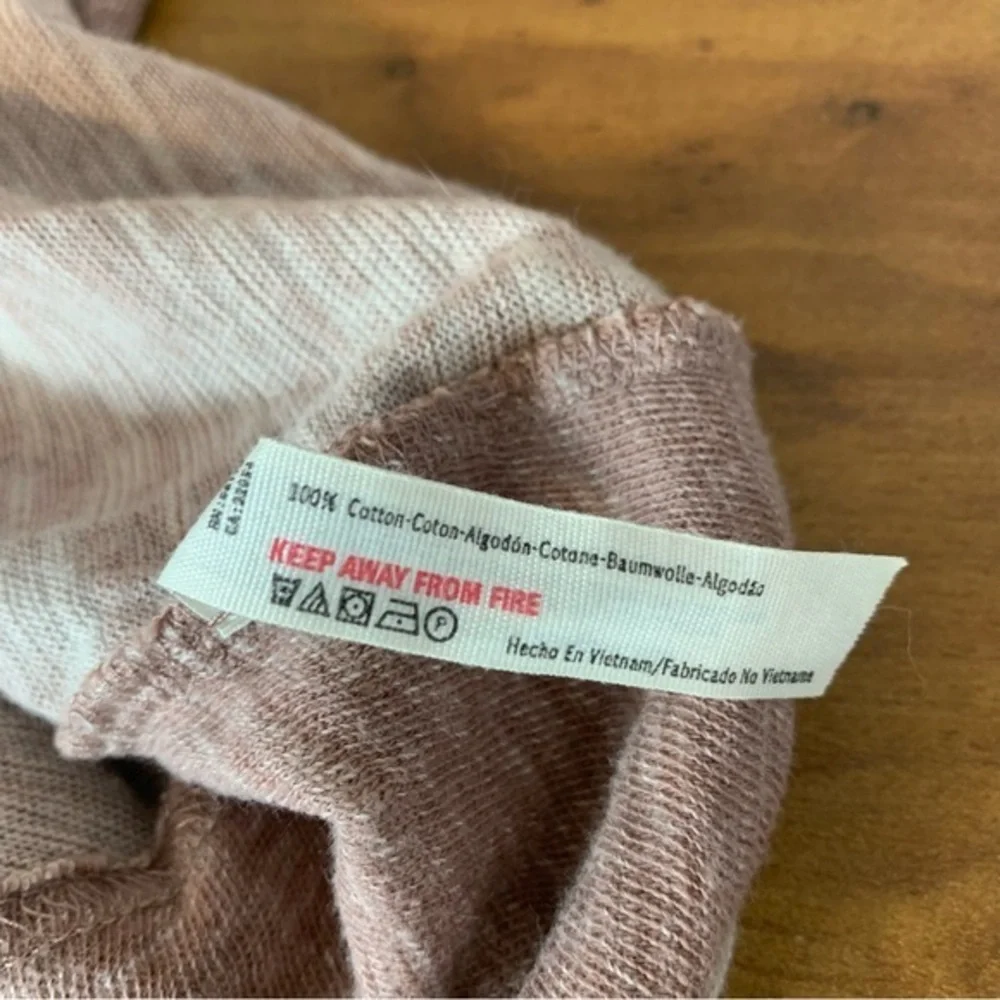 100% Cotton-Coton-Algodón-Cotone-Baumwolle-Algodão
KEEP AWAY FROM FIRE
P
Hecho En Vietnam/Fabricado No Vietname